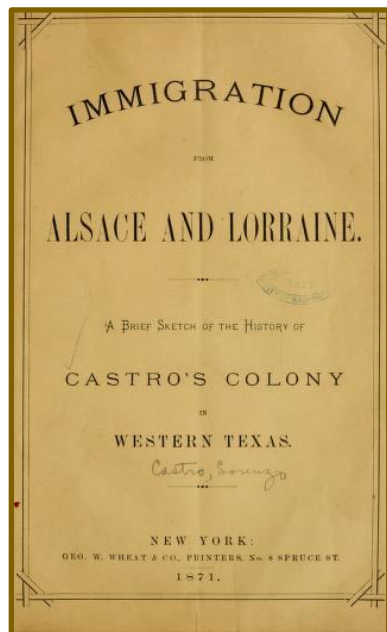 IMMIGRATION
FROM
ALSACE AND LORRAINE.
A BRIEF SKETCH OF THE HISTORY OF
CASTRO'S COLONY
IN
WESTERN TEXAS.
Castro, Lorenzo
NEW YORK:
GEO. W. WHEAT & CO., PRINTERS, No. 8 SPRUCE ST.
1871.